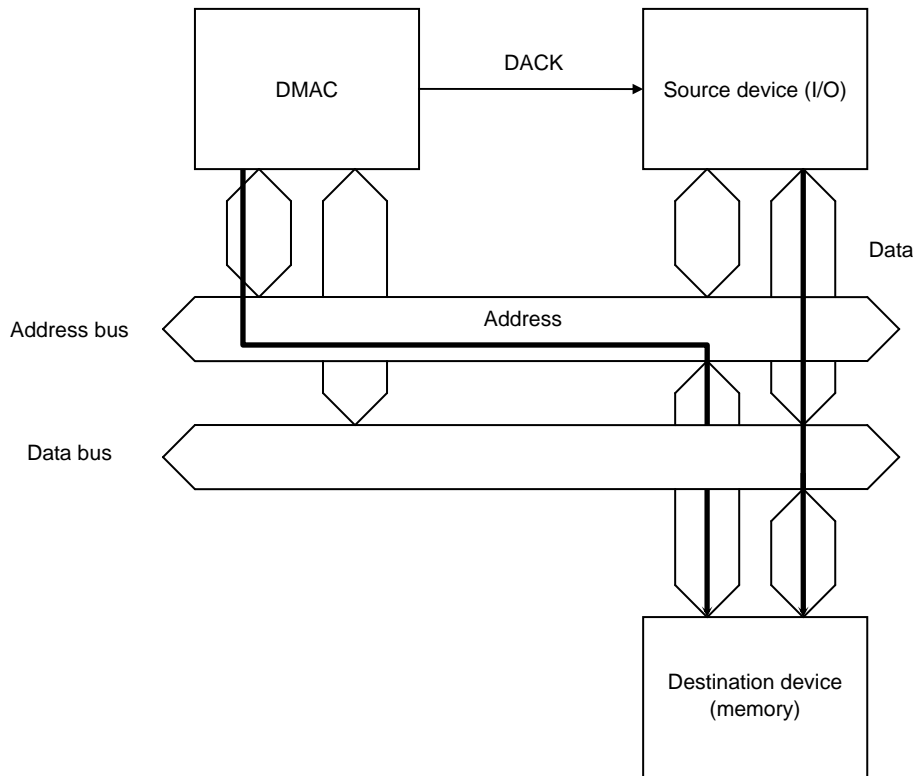 DACK
DMAC
Source device (I/O)
Data
Address
Address bus
Data bus
Destination device
(memory)